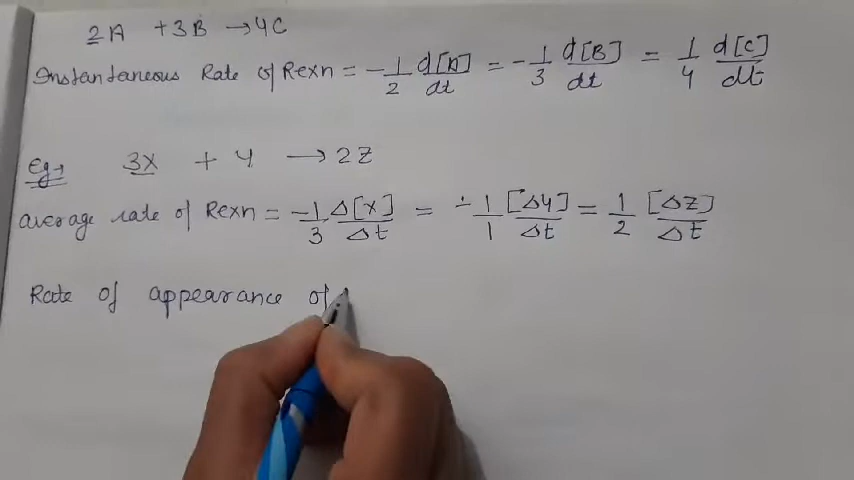 2A + 3B → 4C
Instantaneous Rate of Rexn = -1/2 d[A]/dt = -1/3 d[B]/dt = 1/4 d[C]/dt
eg→ 3X + Y → 2Z
average rate of Rexn = -1/3 Δ[X]/Δt = -1/1 [ΔY]/Δt = 1/2 [ΔZ]/Δt
Rate of appearance of